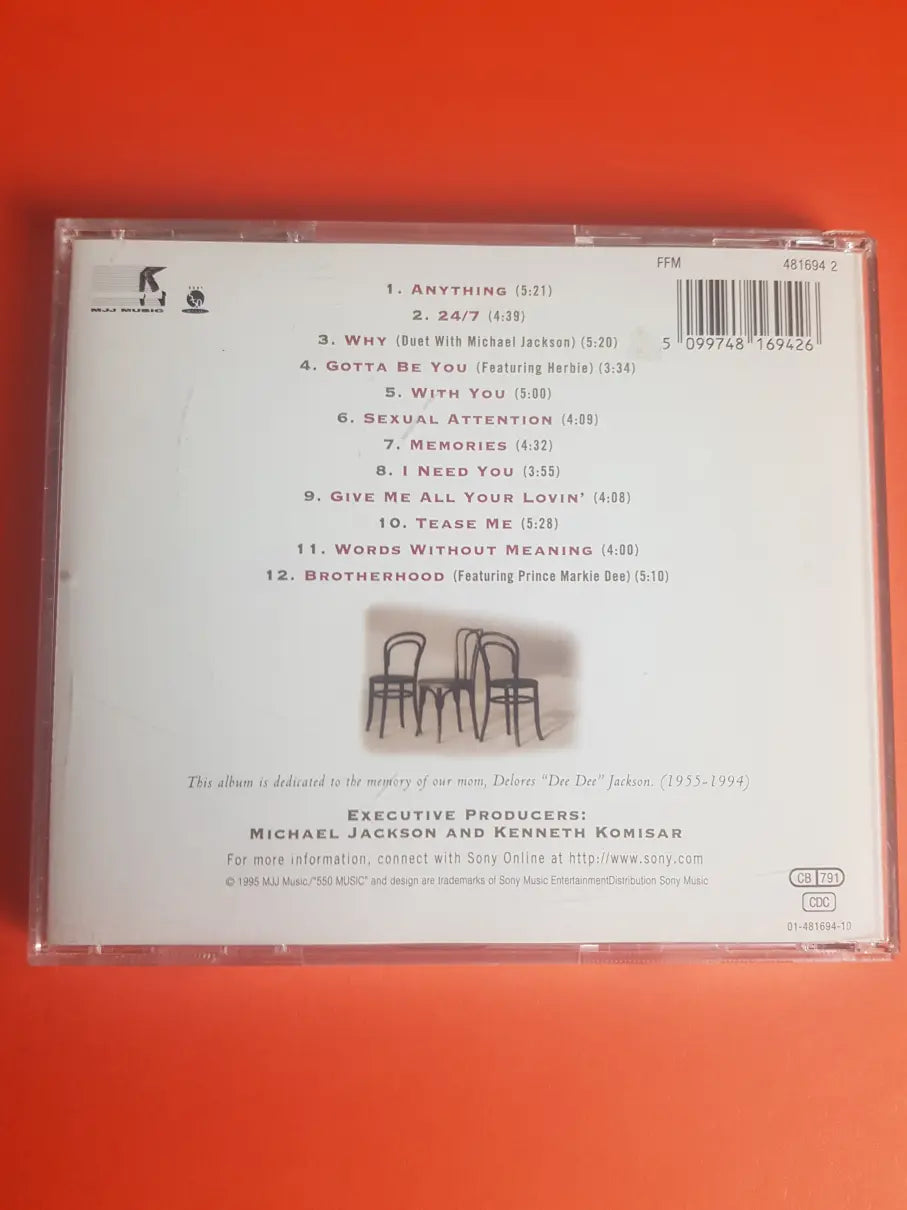 MJJ MUSIC
FFM 481694 2
5 099748 169426
1. ANYTHING (5:21)
2. 24/7 (4:39)
3. WHY (Duet With Michael Jackson) (5:20)
4. GOTTA BE YOU (Featuring Herbie) (3:34)
5. WITH YOU (5:00)
6. SEXUAL ATTENTION (4:09)
7. MEMORIES (4:32)
8. I NEED YOU (3:55)
9. GIVE ME ALL YOUR LOVIN' (4:08)
10. TEASE ME (5:28)
11. WORDS WITHOUT MEANING (4:00)
12. BROTHERHOOD (Featuring Prince Markie Dee) (5:10)
This album is dedicated to the memory of our mom, Delores "Dee Dee" Jackson. (1955-1994)
EXECUTIVE PRODUCERS:
MICHAEL JACKSON AND KENNETH KOMISAR
For more information, connect with Sony Online at http://www.sony.com
© 1995 MJJ Music/"550 MUSIC" and design are trademarks of Sony Music EntertainmentDistribution Sony Music
CB 791
CDC
01-481694-10